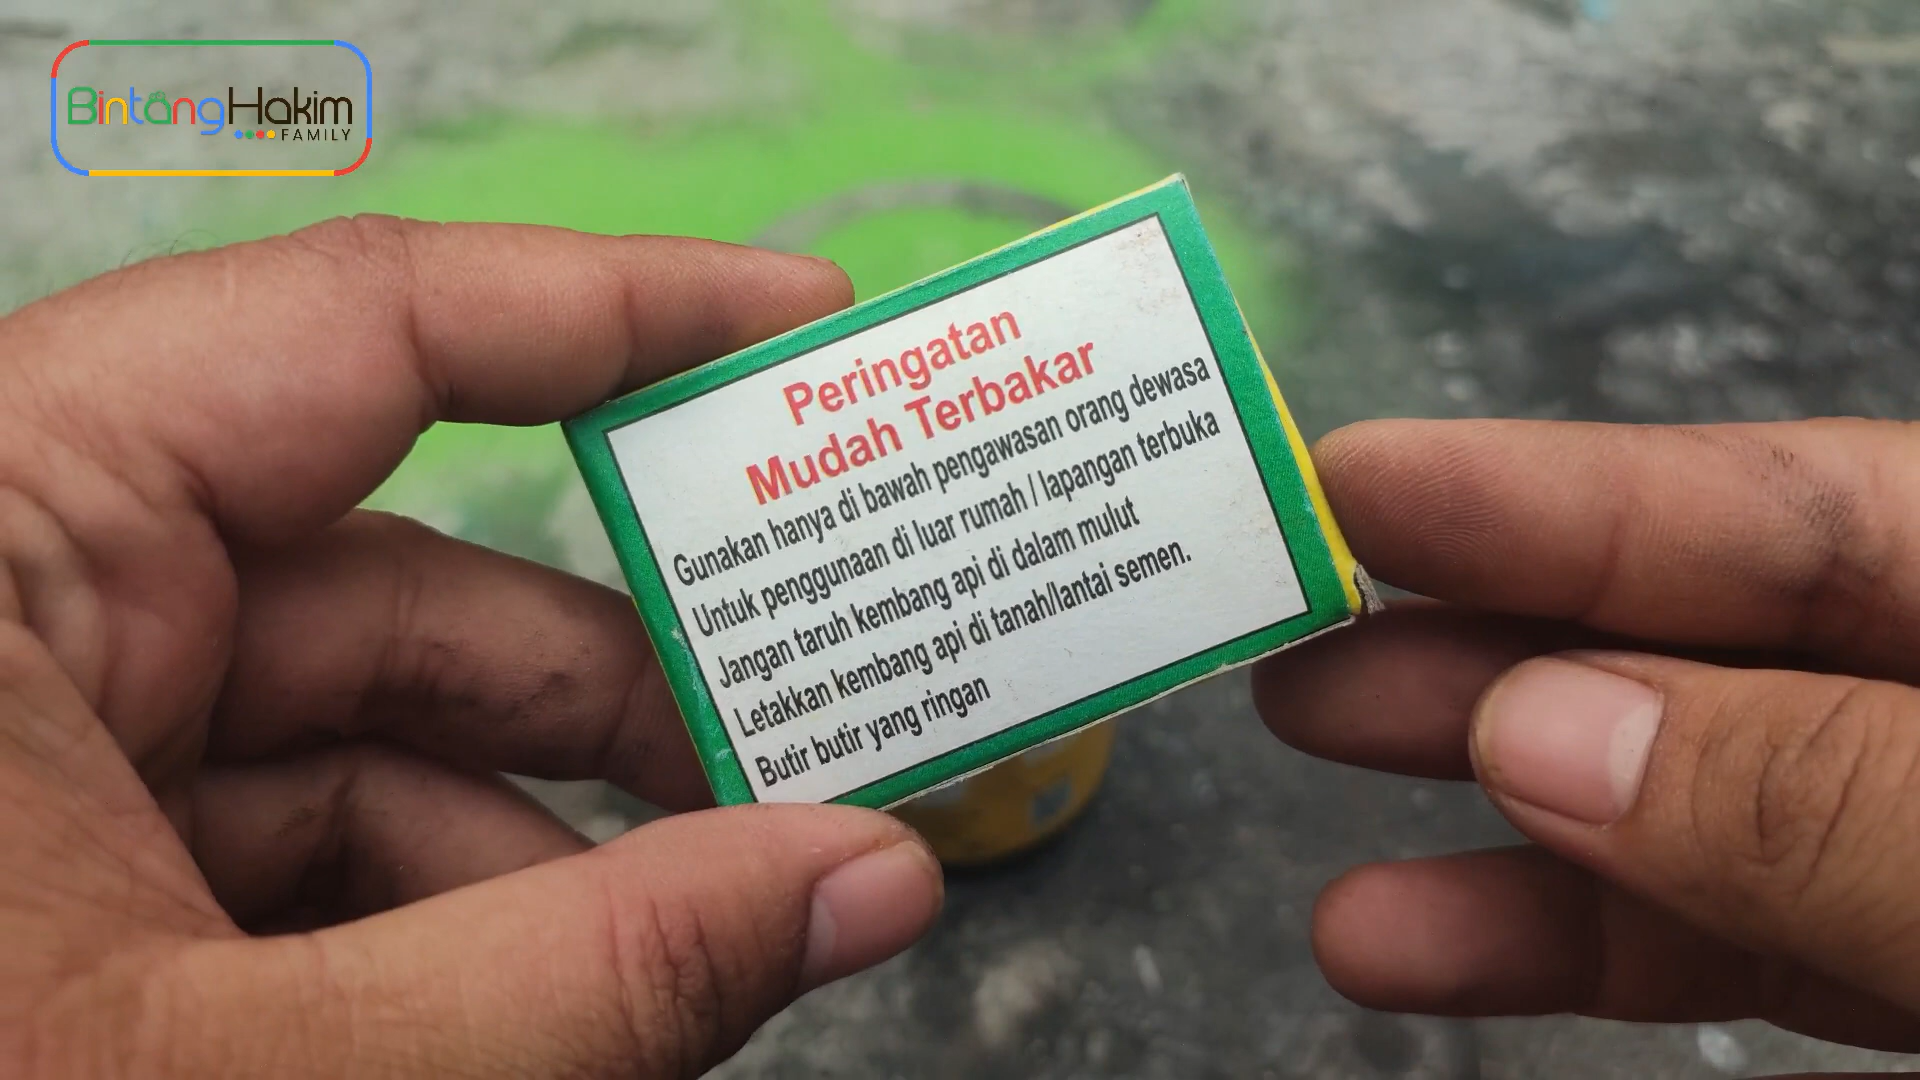 BintangHakim
FAMILY
Peringatan
Mudah Terbakar
Gunakan hanya di bawah pengawasan orang dewasa
Untuk penggunaan di luar rumah / lapangan terbuka
Jangan taruh kembang api di dalam mulut
Letakkan kembang api di tanah/lantai semen.
Butir butir yang ringan